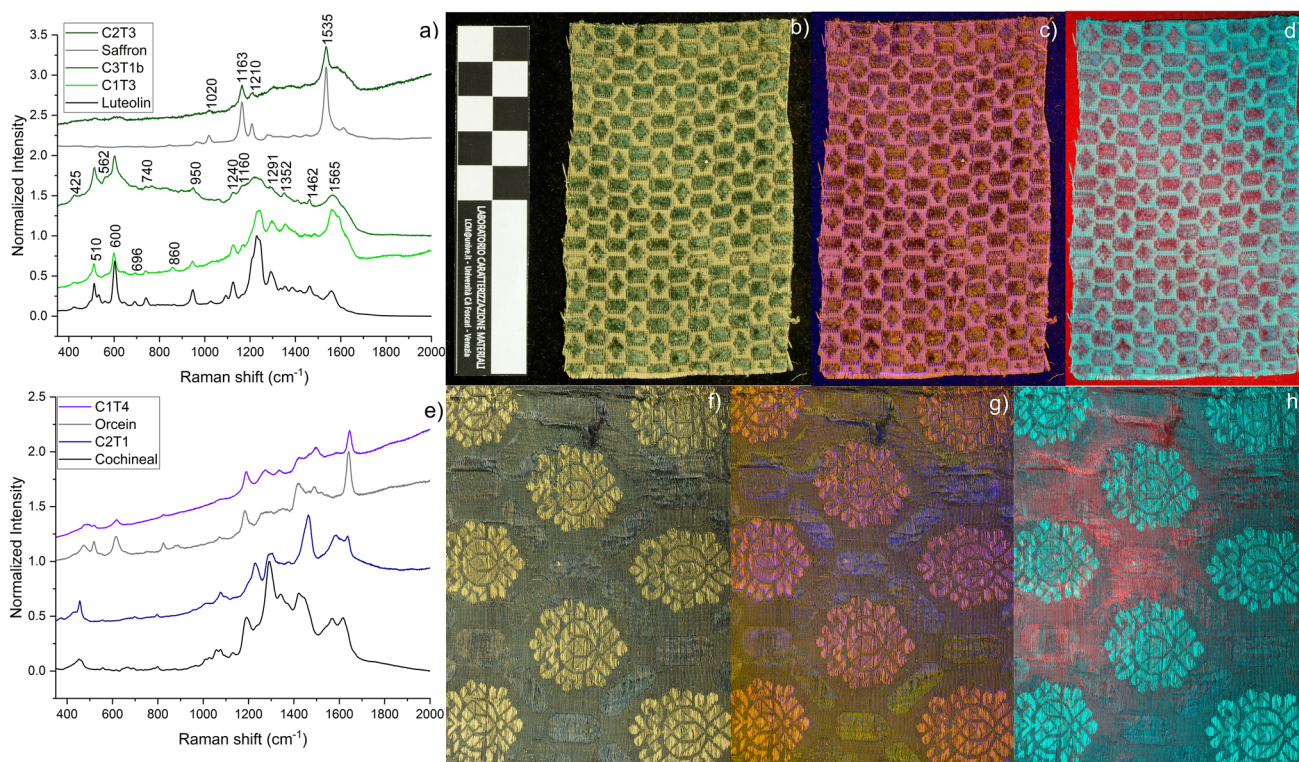 a)
C2T3
Saffron
C3T1b
C1T3
Luteolin
3.5
3.0
2.5
2.0
1.5
1.0
0.5
0.0
Normalized Intensity
1020
1163
1210
1535
425
562
740
950
1240
1160
1291
1352
1462
1565
510
600
696
860
400 600 800 1000 1200 1400 1600 1800 2000
Raman shift (cm⁻¹)
b)
LABORATORIO CARATTERIZZAZIONE MATERIALI
LCM@unive.it - Università Cà Foscari - Venezia
c)
d)
e)
C1T4
Orcein
C2T1
Cochineal
2.5
2.0
1.5
1.0
0.5
0.0
Normalized Intensity
400 600 800 1000 1200 1400 1600 1800 2000
Raman shift (cm⁻¹)
f)
g)
h)